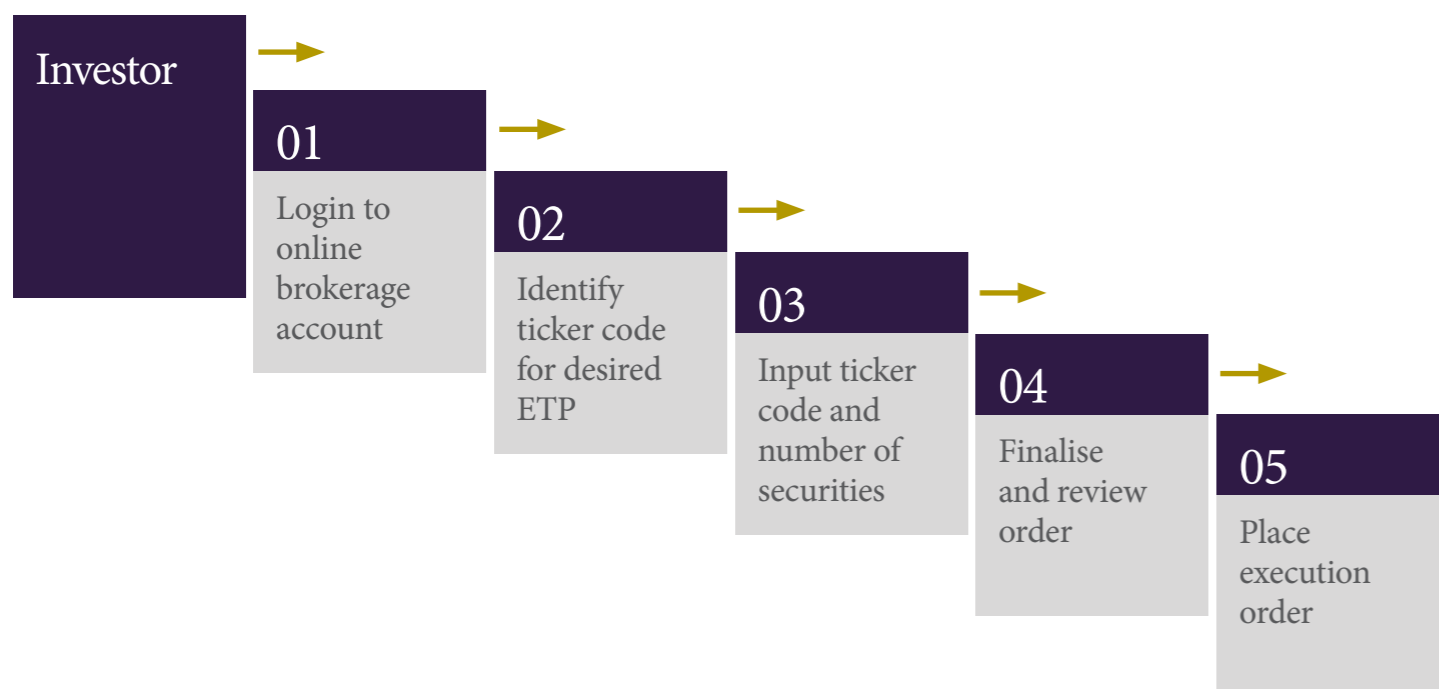 Investor
01
Login to
online
brokerage
account
02
Identify
ticker code
for desired
ETP
03
Input ticker
code and
number of
securities
04
Finalise
and review
order
05
Place
execution
order